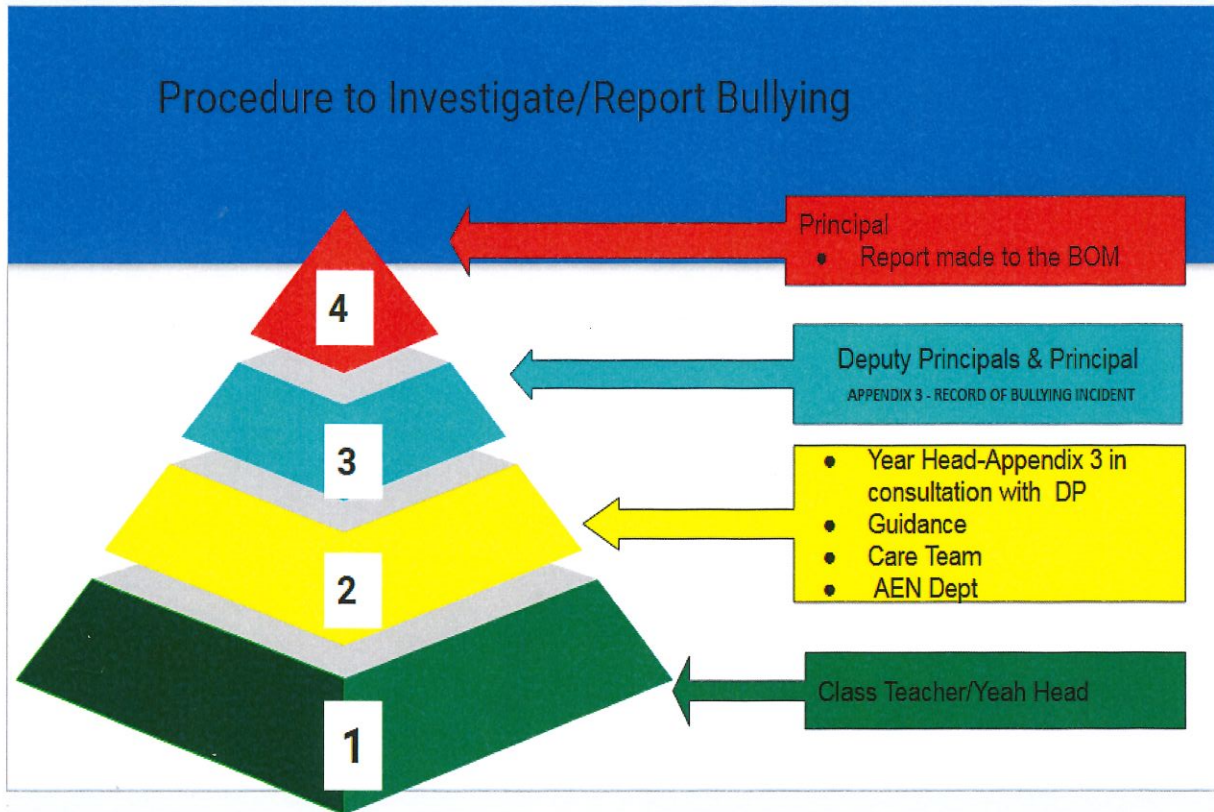 Procedure to Investigate/Report Bullying
Principal
● Report made to the BOM
4
Deputy Principals & Principal
APPENDIX 3 - RECORD OF BULLYING INCIDENT
3
● Year Head-Appendix 3 in
consultation with DP
● Guidance
● Care Team
● AEN Dept
2
Class Teacher/Yeah Head
1